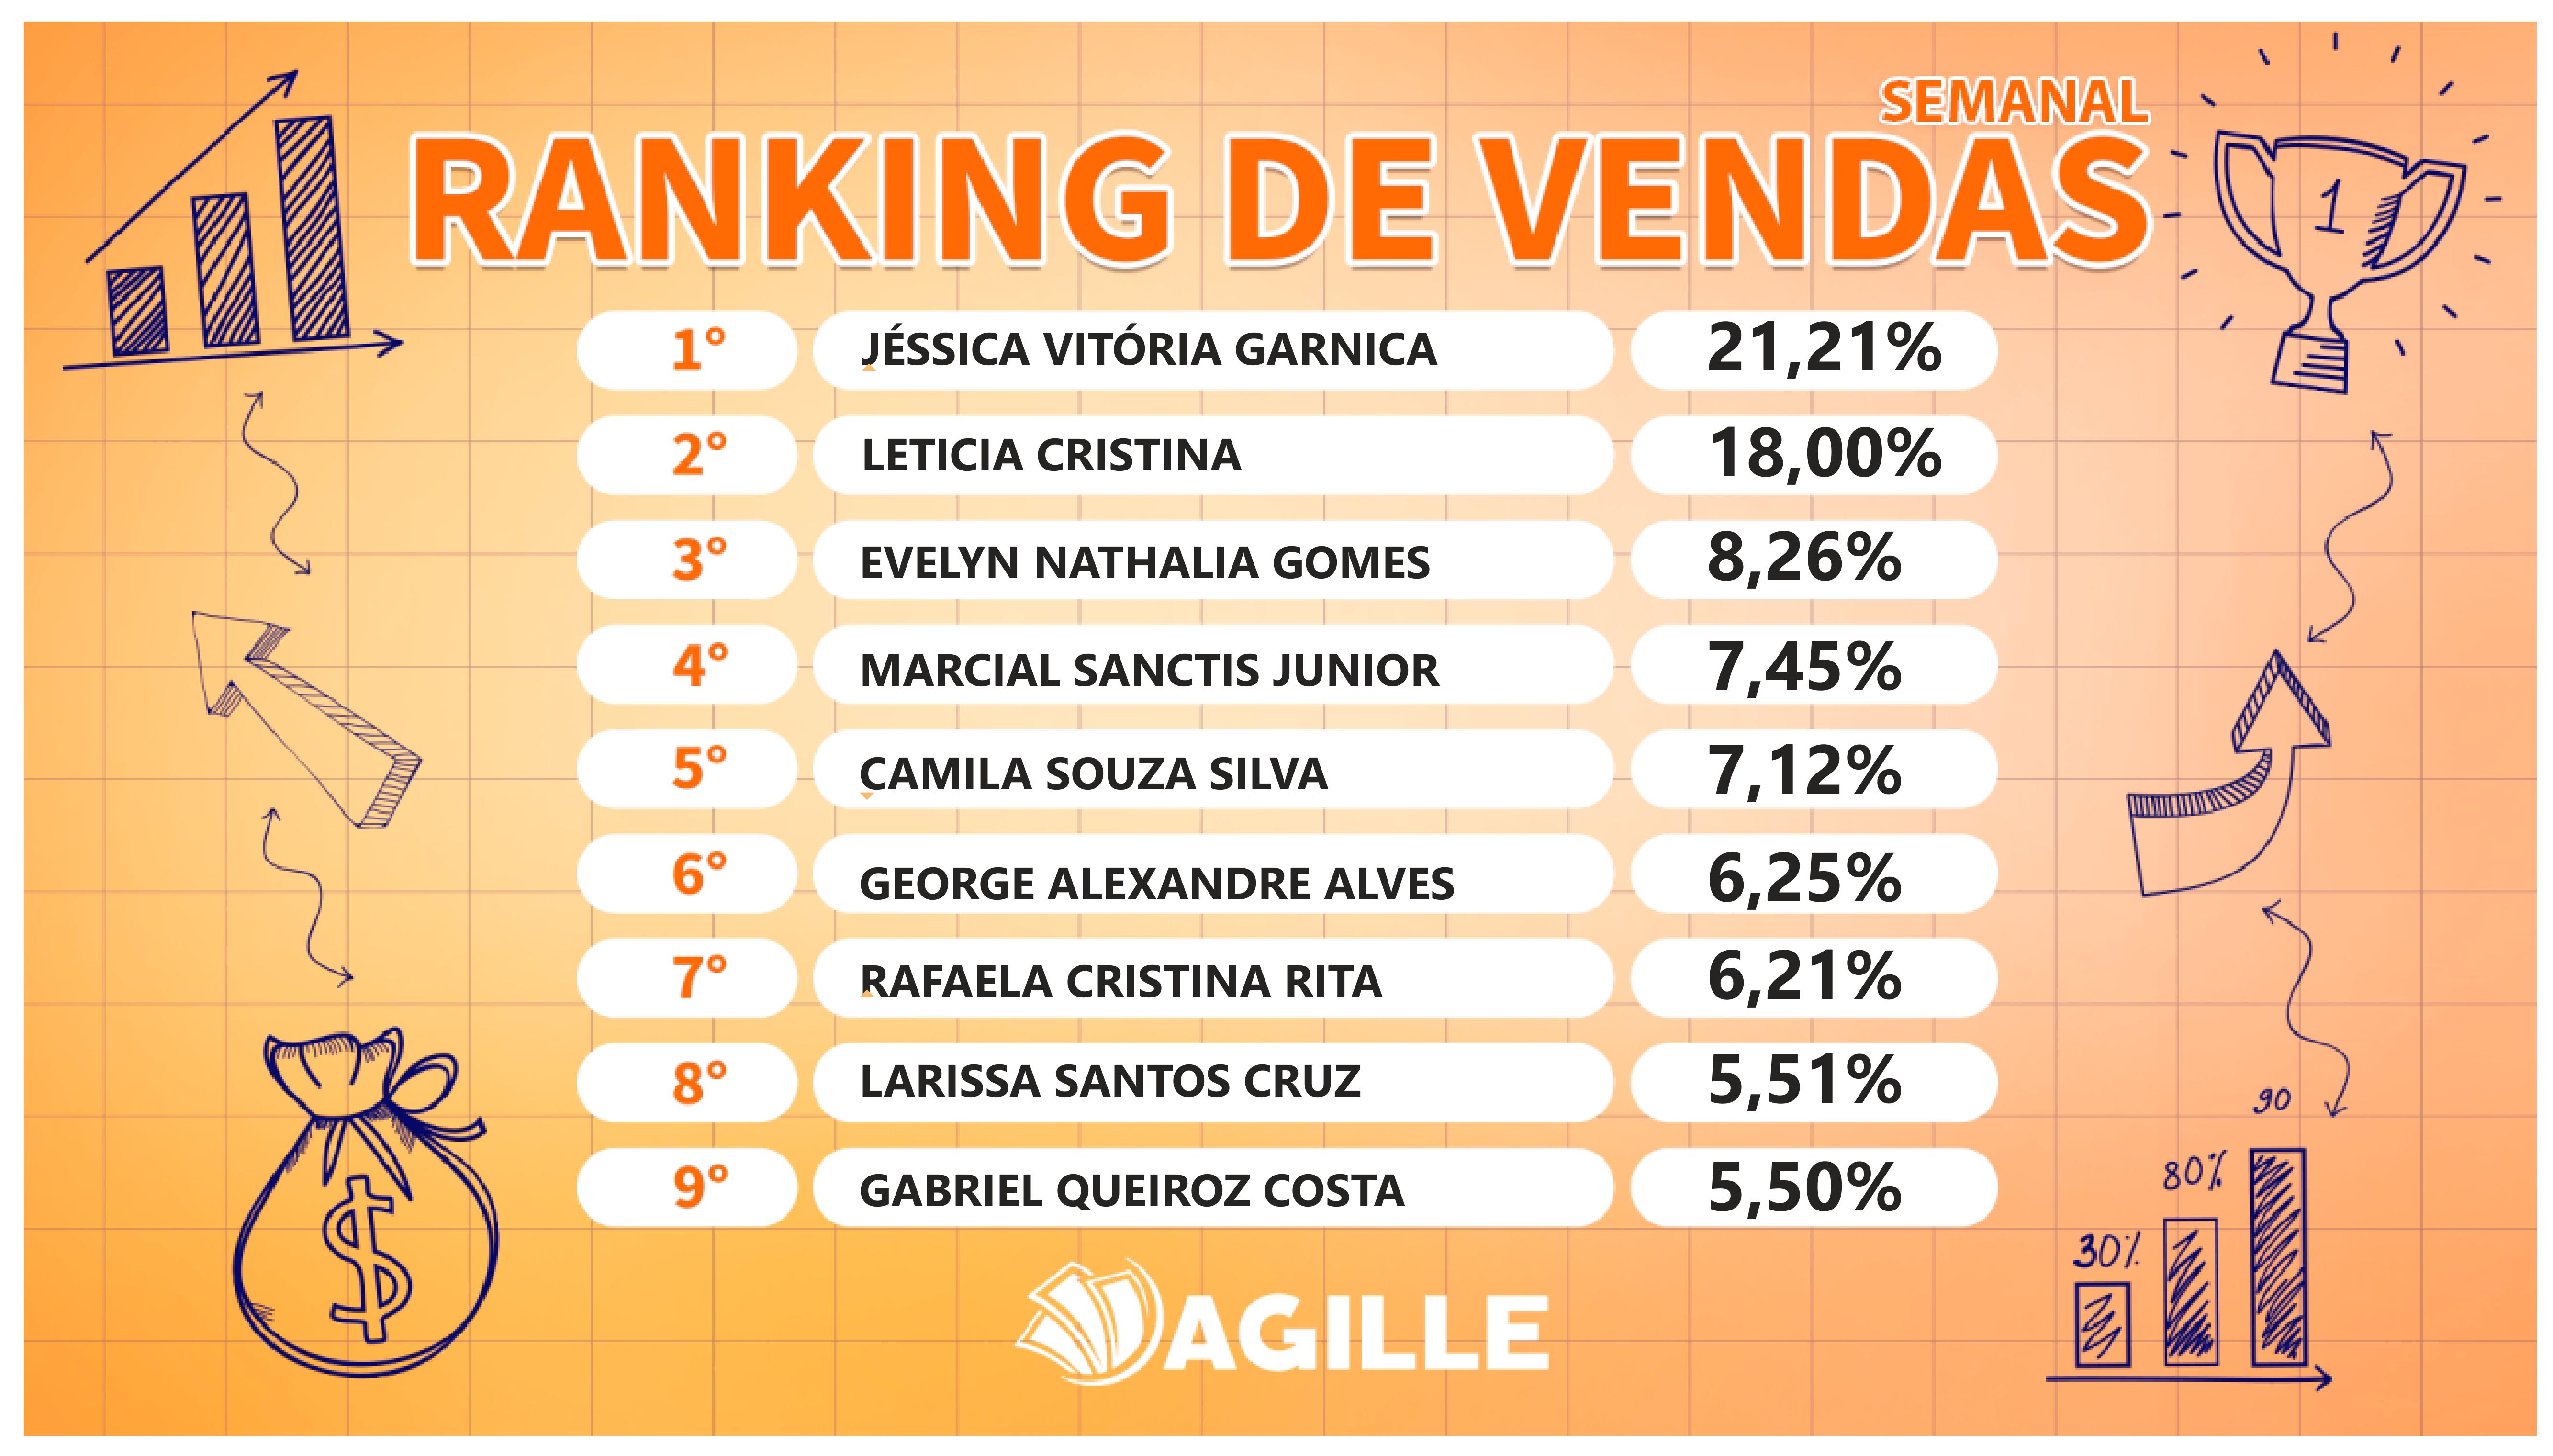 SEMANAL
RANKING DE VENDAS
1
1° JÉSSICA VITÓRIA GARNICA 21,21%
2° LETICIA CRISTINA 18,00%
3° EVELYN NATHALIA GOMES 8,26%
4° MARCIAL SANCTIS JUNIOR 7,45%
5° CAMILA SOUZA SILVA 7,12%
6° GEORGE ALEXANDRE ALVES 6,25%
7° RAFAELA CRISTINA RITA 6,21%
8° LARISSA SANTOS CRUZ 5,51%
9° GABRIEL QUEIROZ COSTA 5,50%
$
30% 80% 90
AGILLE